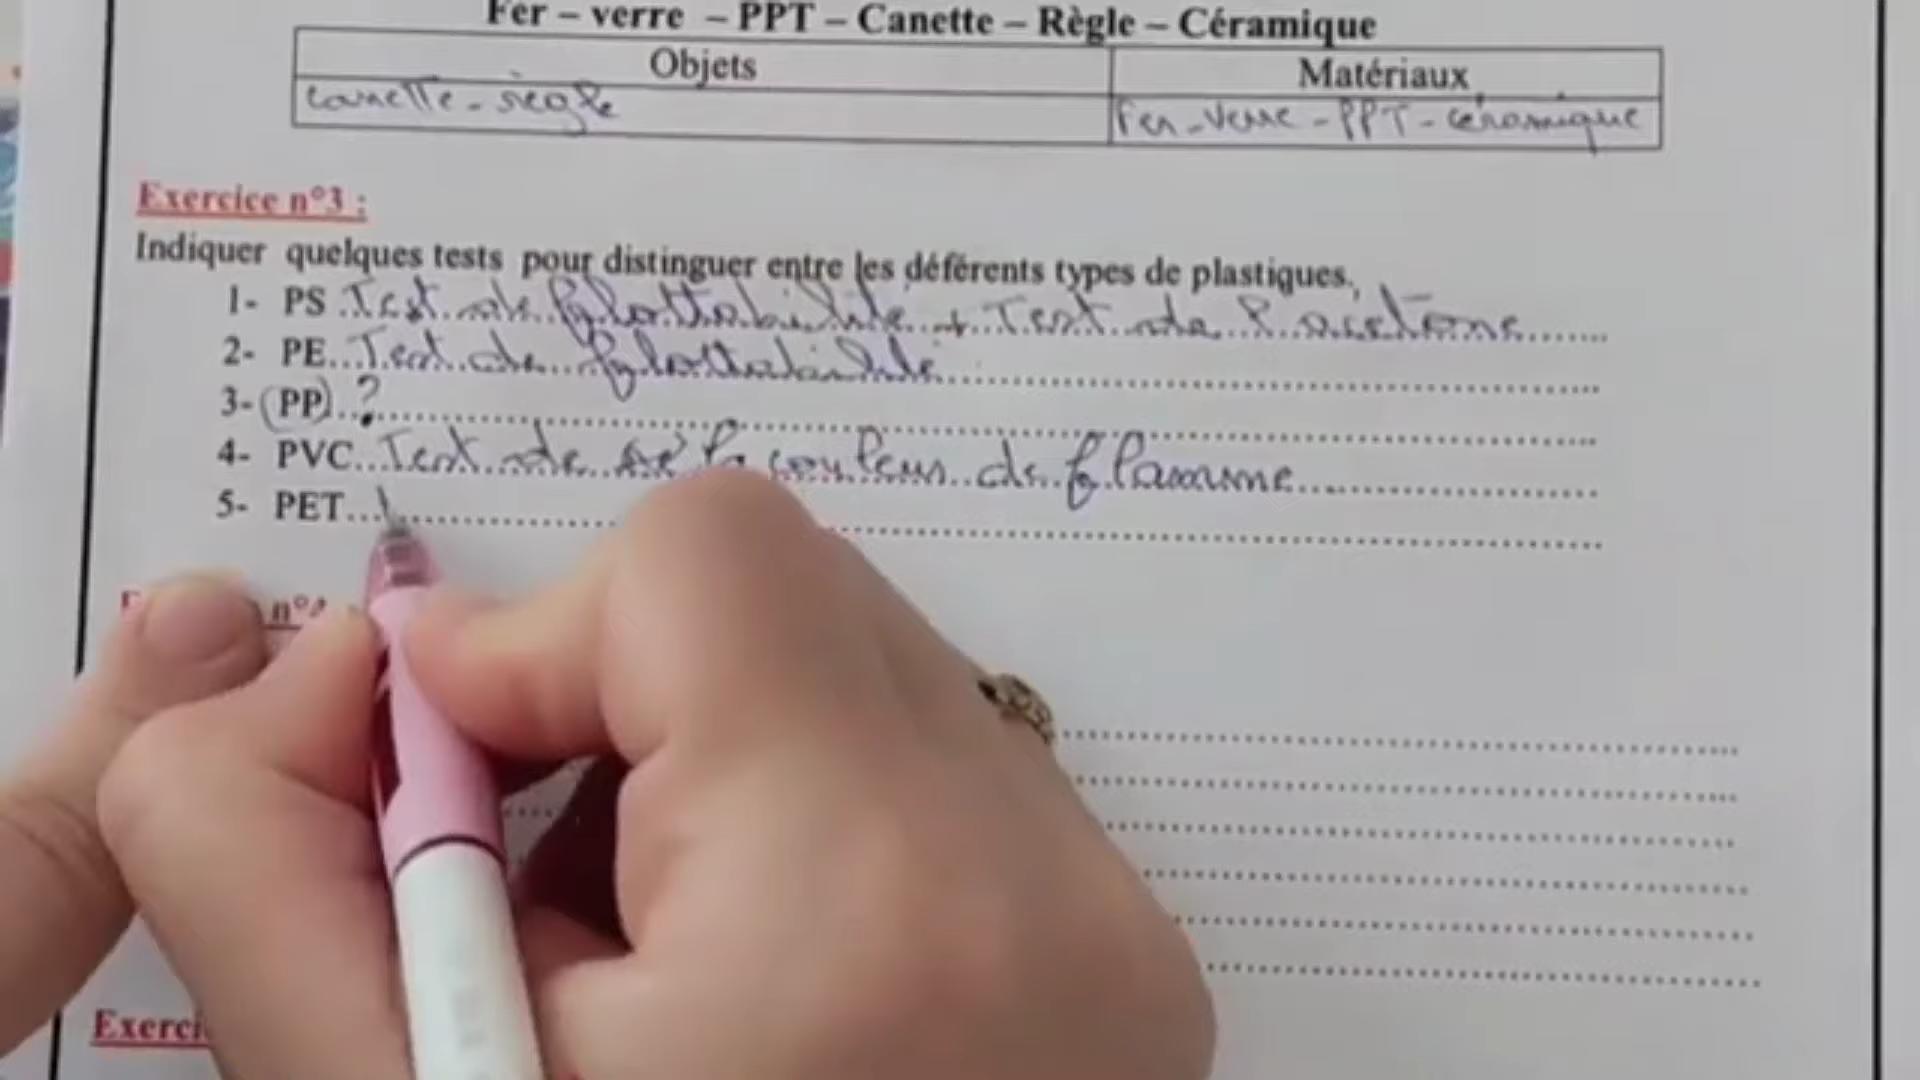 Fer – verre – PPT – Canette – Règle – Céramique
Objets Matériaux
canette - règle Fer - Verre - PPT - céramique
Exercice n°3 :
Indiquer quelques tests pour distinguer entre les déférents types de plastiques.
1- PS Test de flottabilité + Test de l'acétone
2- PE Test de flottabilité
3- (PP) ?
4- PVC Test de la couleur de flamme
5- PET
n°
Exerci